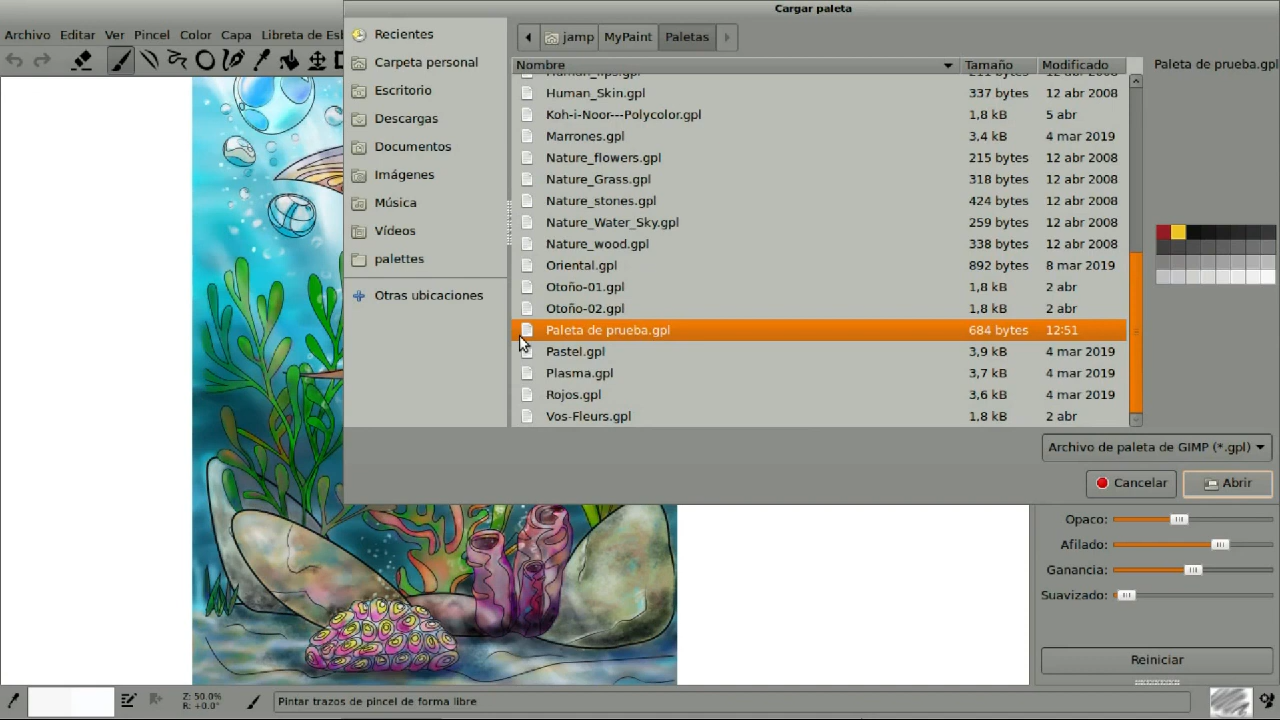 Cargar paleta
Archivo Editar Ver Pincel Color Capa Libreta de
Recientes
Carpeta personal
Escritorio
Descargas
Documentos
Imágenes
Música
Vídeos
palettes
Otras ubicaciones
jamp MyPaint Paletas
Nombre Tamaño Modificado
Human_lips.gpl 211 bytes 12 abr 2008
Human_Skin.gpl 337 bytes 12 abr 2008
Koh-i-Noor---Polycolor.gpl 1,8 kB 5 abr
Marrones.gpl 3,4 kB 4 mar 2019
Nature_flowers.gpl 215 bytes 12 abr 2008
Nature_Grass.gpl 318 bytes 12 abr 2008
Nature_stones.gpl 424 bytes 12 abr 2008
Nature_Water_Sky.gpl 259 bytes 12 abr 2008
Nature_wood.gpl 338 bytes 12 abr 2008
Oriental.gpl 892 bytes 8 mar 2019
Otoño-01.gpl 1,8 kB 2 abr
Otoño-02.gpl 1,8 kB 2 abr
Paleta de prueba.gpl 684 bytes 12:51
Pastel.gpl 3,9 kB 4 mar 2019
Plasma.gpl 3,7 kB 4 mar 2019
Rojos.gpl 3,6 kB 4 mar 2019
Vos-Fleurs.gpl 1,8 kB 2 abr
Paleta de prueba.gpl
Archivo de paleta de GIMP (*.gpl)
Cancelar Abrir
Opaco:
Afilado:
Ganancia:
Suavizado:
Reiniciar
Z: 50.0%
R: +0.0°
Pintar trazos de pincel de forma libre